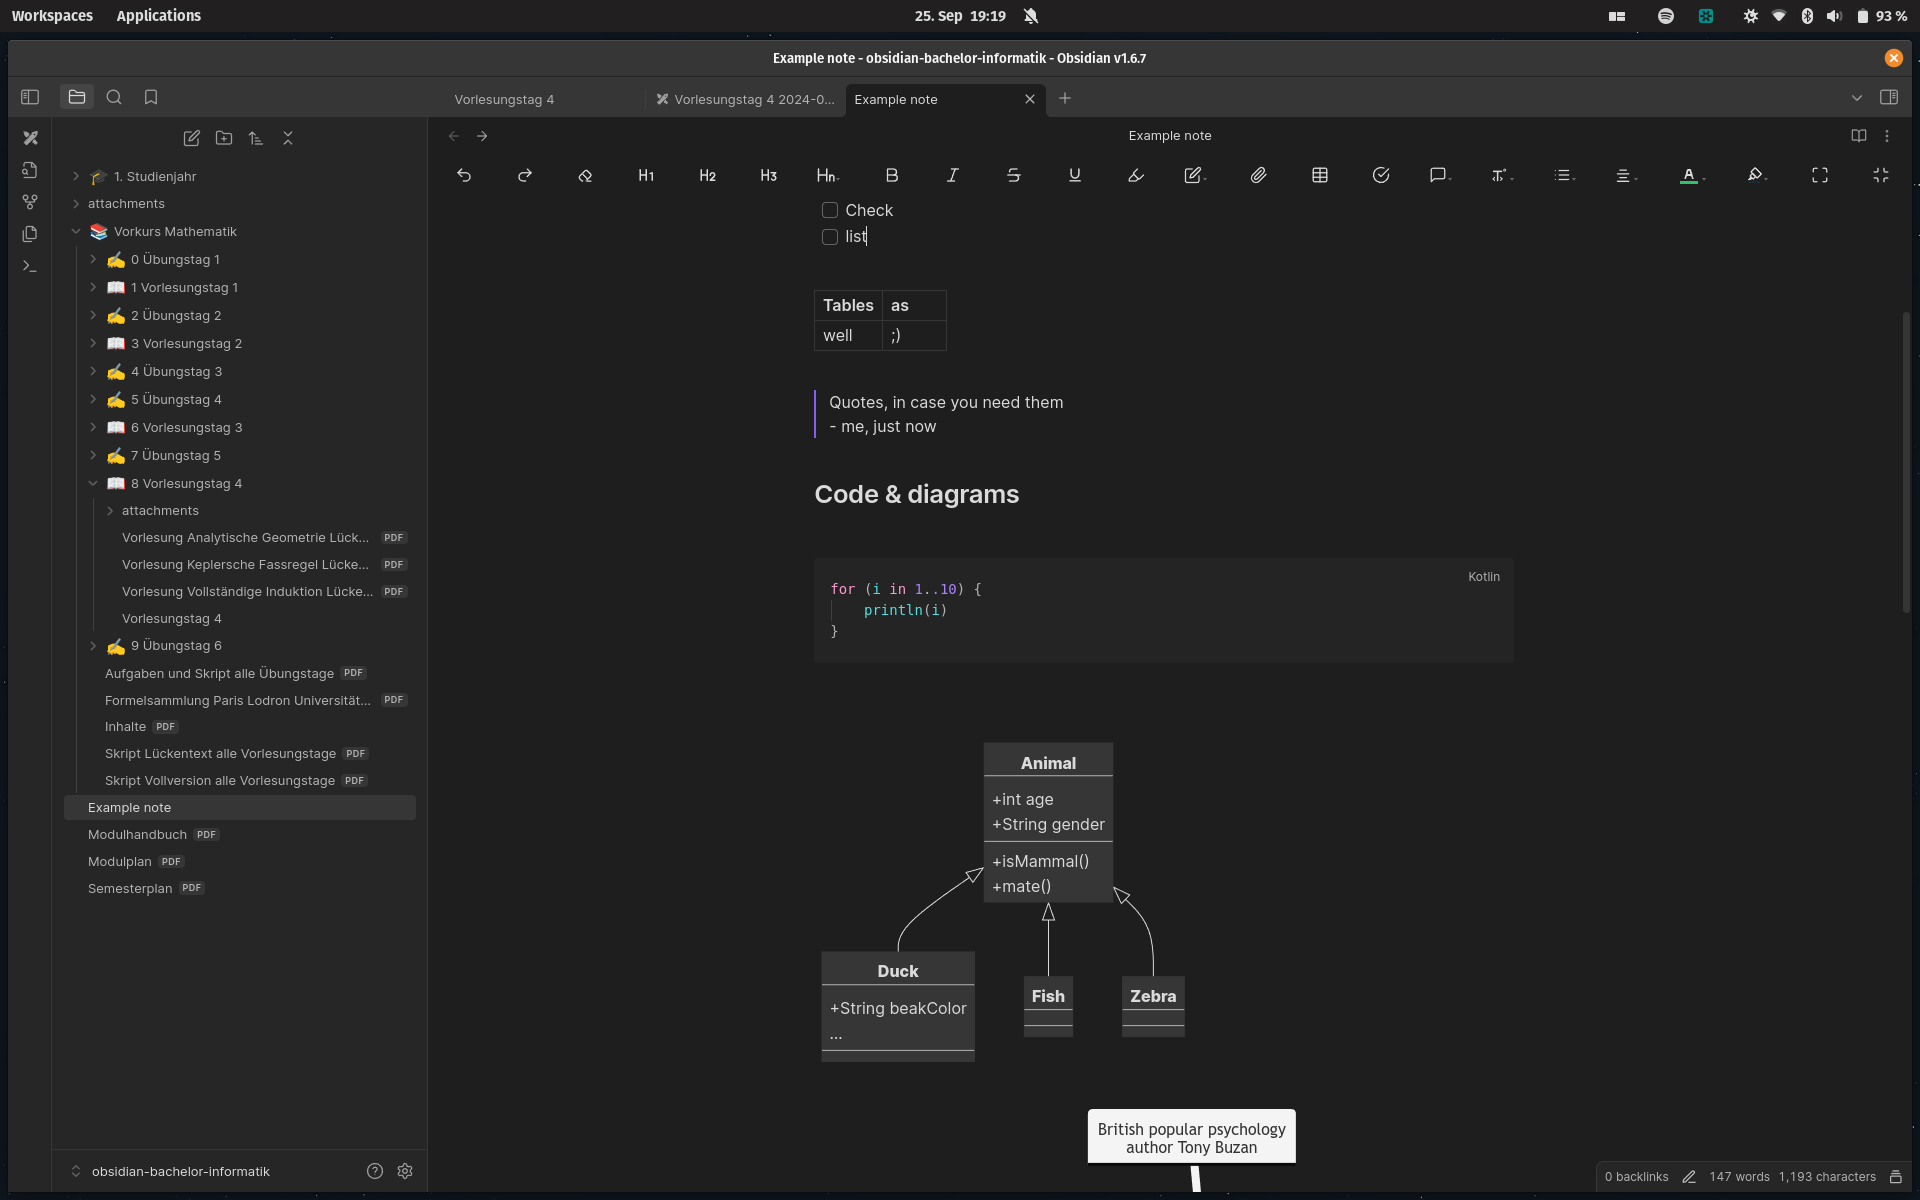 Workspaces Applications 25. Sep 19:19 93 %
Example note - obsidian-bachelor-informatik - Obsidian v1.6.7
Vorlesungstag 4 Vorlesungstag 4 2024-0... Example note
Example note
H1 H2 H3 Hn B I S U T A
1. Studienjahr
attachments
Vorkurs Mathematik
0 Übungstag 1
1 Vorlesungstag 1
2 Übungstag 2
3 Vorlesungstag 2
4 Übungstag 3
5 Übungstag 4
6 Vorlesungstag 3
7 Übungstag 5
8 Vorlesungstag 4
attachments
Vorlesung Analytische Geometrie Lück... PDF
Vorlesung Keplersche Fassregel Lücke... PDF
Vorlesung Vollständige Induktion Lücke... PDF
Vorlesungstag 4
9 Übungstag 6
Aufgaben und Skript alle Übungstage PDF
Formelsammlung Paris Lodron Universität... PDF
Inhalte PDF
Skript Lückentext alle Vorlesungstage PDF
Skript Vollversion alle Vorlesungstage PDF
Example note
Modulhandbuch PDF
Modulplan PDF
Semesterplan PDF
obsidian-bachelor-informatik
Check
list
Tables as
well ;)
Quotes, in case you need them
- me, just now
Code & diagrams
Kotlin
for (i in 1..10) {
println(i)
}
Animal
+int age
+String gender
+isMammal()
+mate()
Duck
+String beakColor
...
Fish
Zebra
British popular psychology
author Tony Buzan
0 backlinks 147 words 1,193 characters